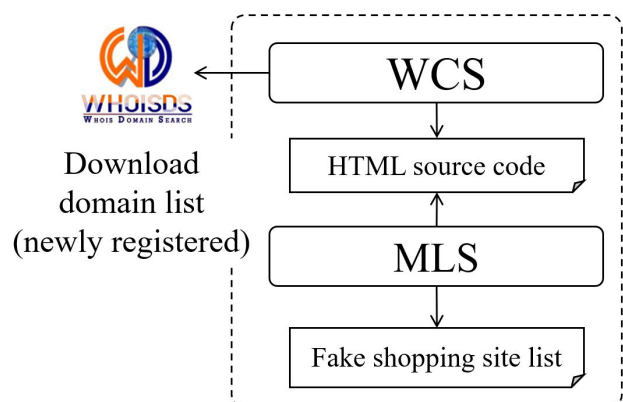 WHOISDS
WHOIS DOMAIN SEARCH
Download
domain list
(newly registered)
WCS
HTML source code
MLS
Fake shopping site list